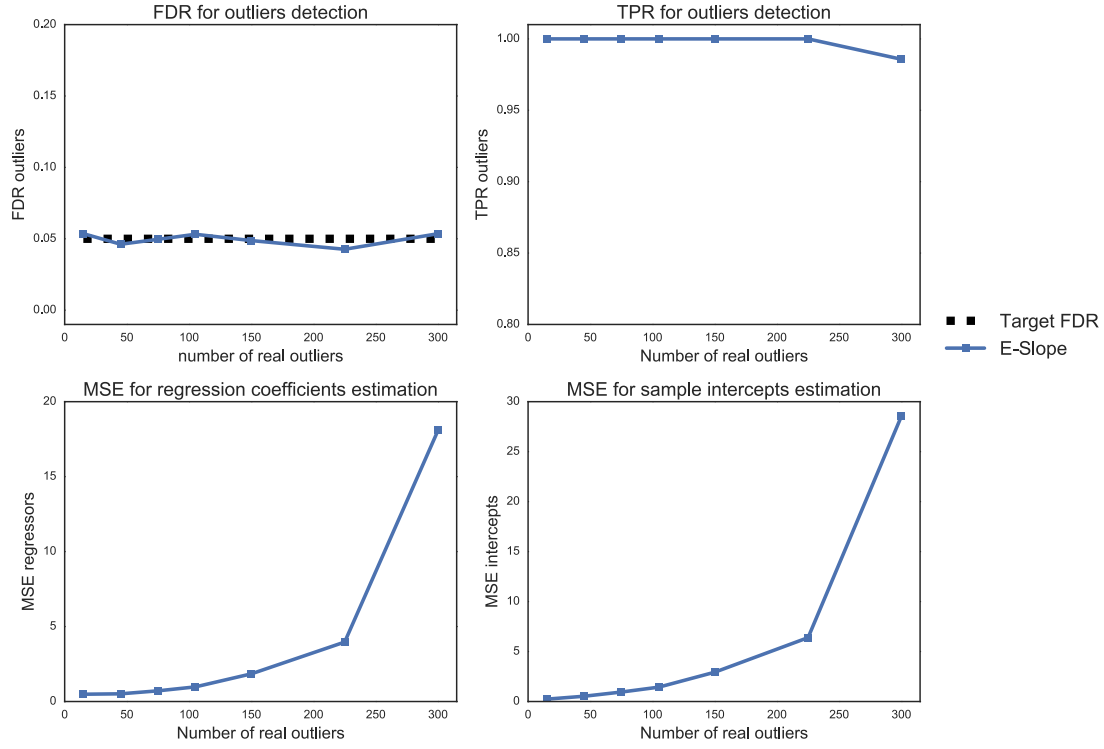 FDR for outliers detection
0.20
0.15
0.10
0.05
0.00
FDR outliers
0 50 100 150 200 250 300
number of real outliers
TPR for outliers detection
1.00
0.95
0.90
0.85
0.80
TPR outliers
0 50 100 150 200 250 300
Number of real outliers
Target FDR
E-Slope
MSE for regression coefficients estimation
20
15
10
5
0
MSE regressors
0 50 100 150 200 250 300
Number of real outliers
MSE for sample intercepts estimation
30
25
20
15
10
5
0
MSE intercepts
0 50 100 150 200 250 300
Number of real outliers